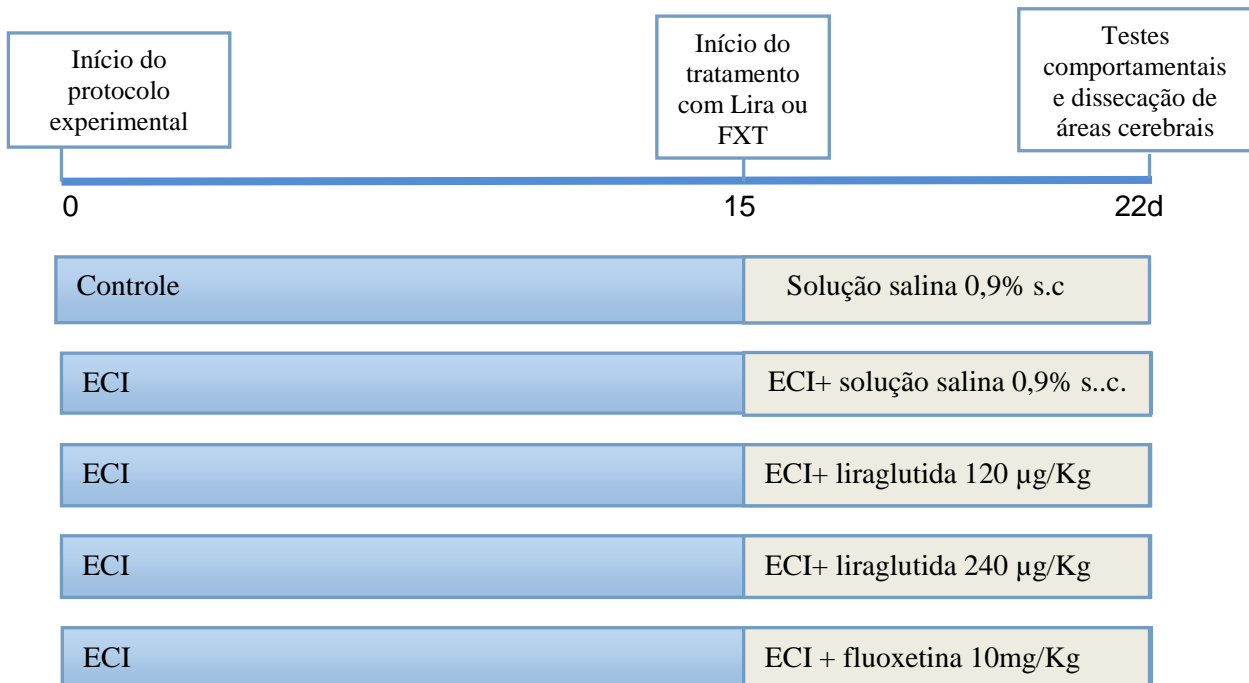 Início do
protocolo
experimental
Início do
tratamento
com Lira ou
FXT
Testes
comportamentais
e dissecação de
áreas cerebrais
0
15
22d
Controle
Solução salina 0,9% s.c
ECI
ECI+ solução salina 0,9% s..c.
ECI
ECI+ liraglutida 120 µg/Kg
ECI
ECI+ liraglutida 240 µg/Kg
ECI
ECI + fluoxetina 10mg/Kg